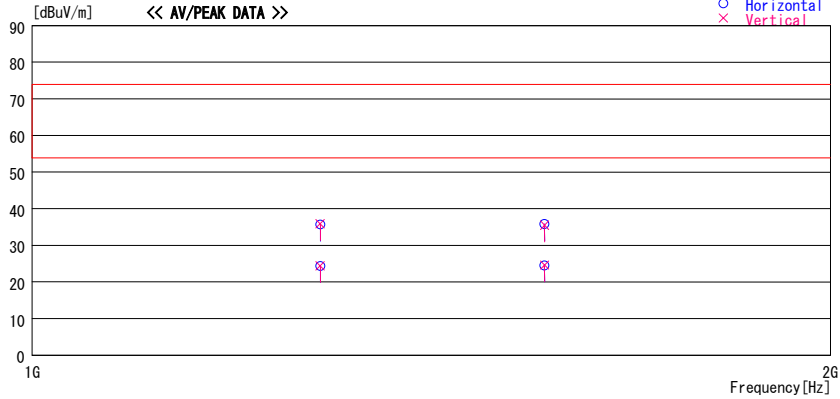 [dBuV/m] << AV/PEAK DATA >>
○ Horizontal
× Vertical
90
80
70
60
50
40
30
20
10
0
1G 2G
Frequency[Hz]